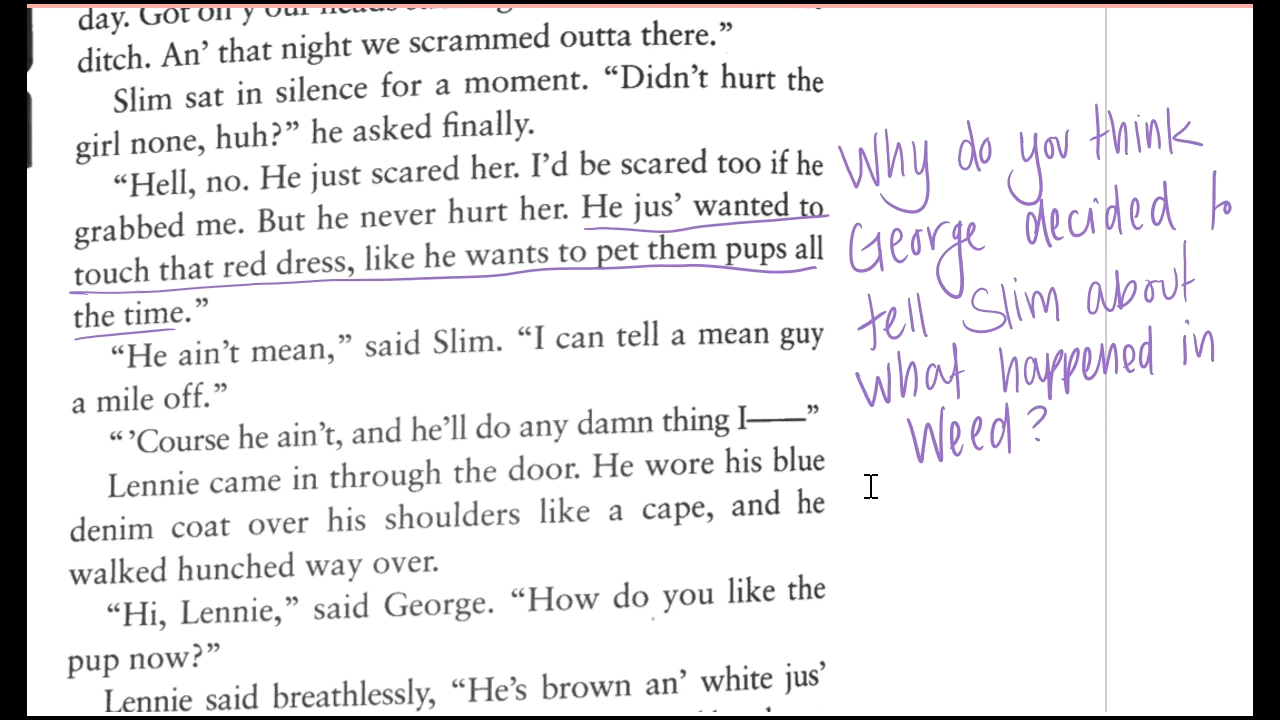 day. Got on y our heads
ditch. An’ that night we scrammed outta there.”
Slim sat in silence for a moment. “Didn’t hurt the
girl none, huh?” he asked finally.
“Hell, no. He just scared her. I’d be scared too if he
grabbed me. But he never hurt her. He jus’ wanted to
touch that red dress, like he wants to pet them pups all
the time.”
“He ain’t mean,” said Slim. “I can tell a mean guy
a mile off.”
“ ’Course he ain’t, and he’ll do any damn thing I——”
Lennie came in through the door. He wore his blue
denim coat over his shoulders like a cape, and he
walked hunched way over.
“Hi, Lennie,” said George. “How do you like the
pup now?”
Lennie said breathlessly, “He’s brown an’ white jus’
Why do you think
George decided to
tell Slim about
what happened in
Weed?